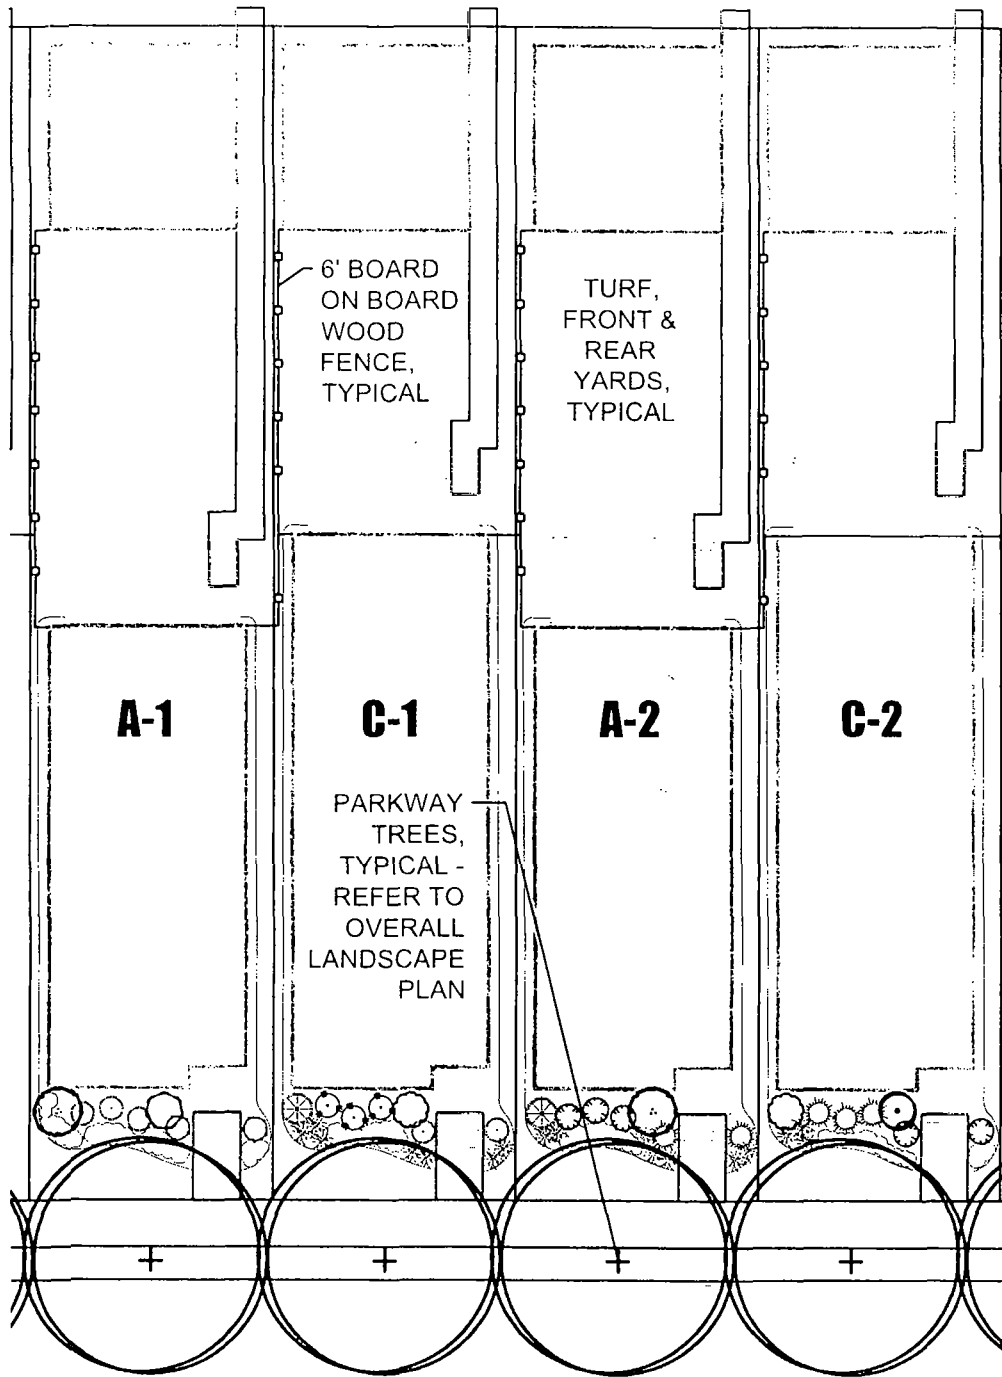 6' BOARD
ON BOARD
WOOD
FENCE,
TYPICAL
TURF,
FRONT &
REAR
YARDS,
TYPICAL
A-1
C-1
A-2
C-2
PARKWAY
TREES,
TYPICAL -
REFER TO
OVERALL
LANDSCAPE
PLAN